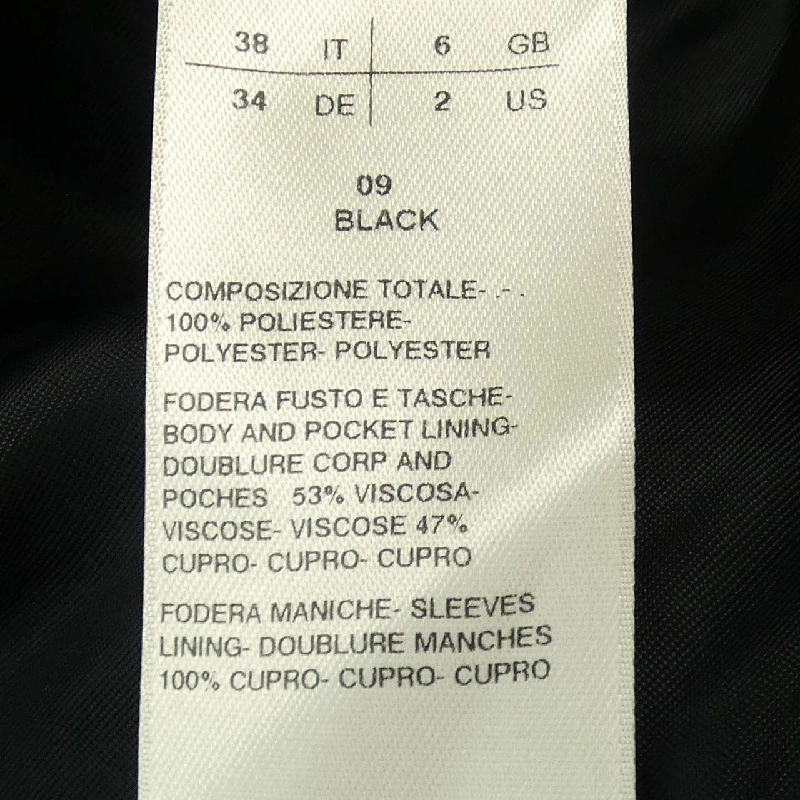 38 IT 6 GB
34 DE 2 US
09
BLACK
COMPOSIZIONE TOTALE- .- .
100% POLIESTERE-
POLYESTER- POLYESTER
FODERA FUSTO E TASCHE-
BODY AND POCKET LINING-
DOUBLURE CORP AND
POCHES 53% VISCOSA-
VISCOSE- VISCOSE 47%
CUPRO- CUPRO- CUPRO
FODERA MANICHE- SLEEVES
LINING- DOUBLURE MANCHES
100% CUPRO- CUPRO- CUPRO